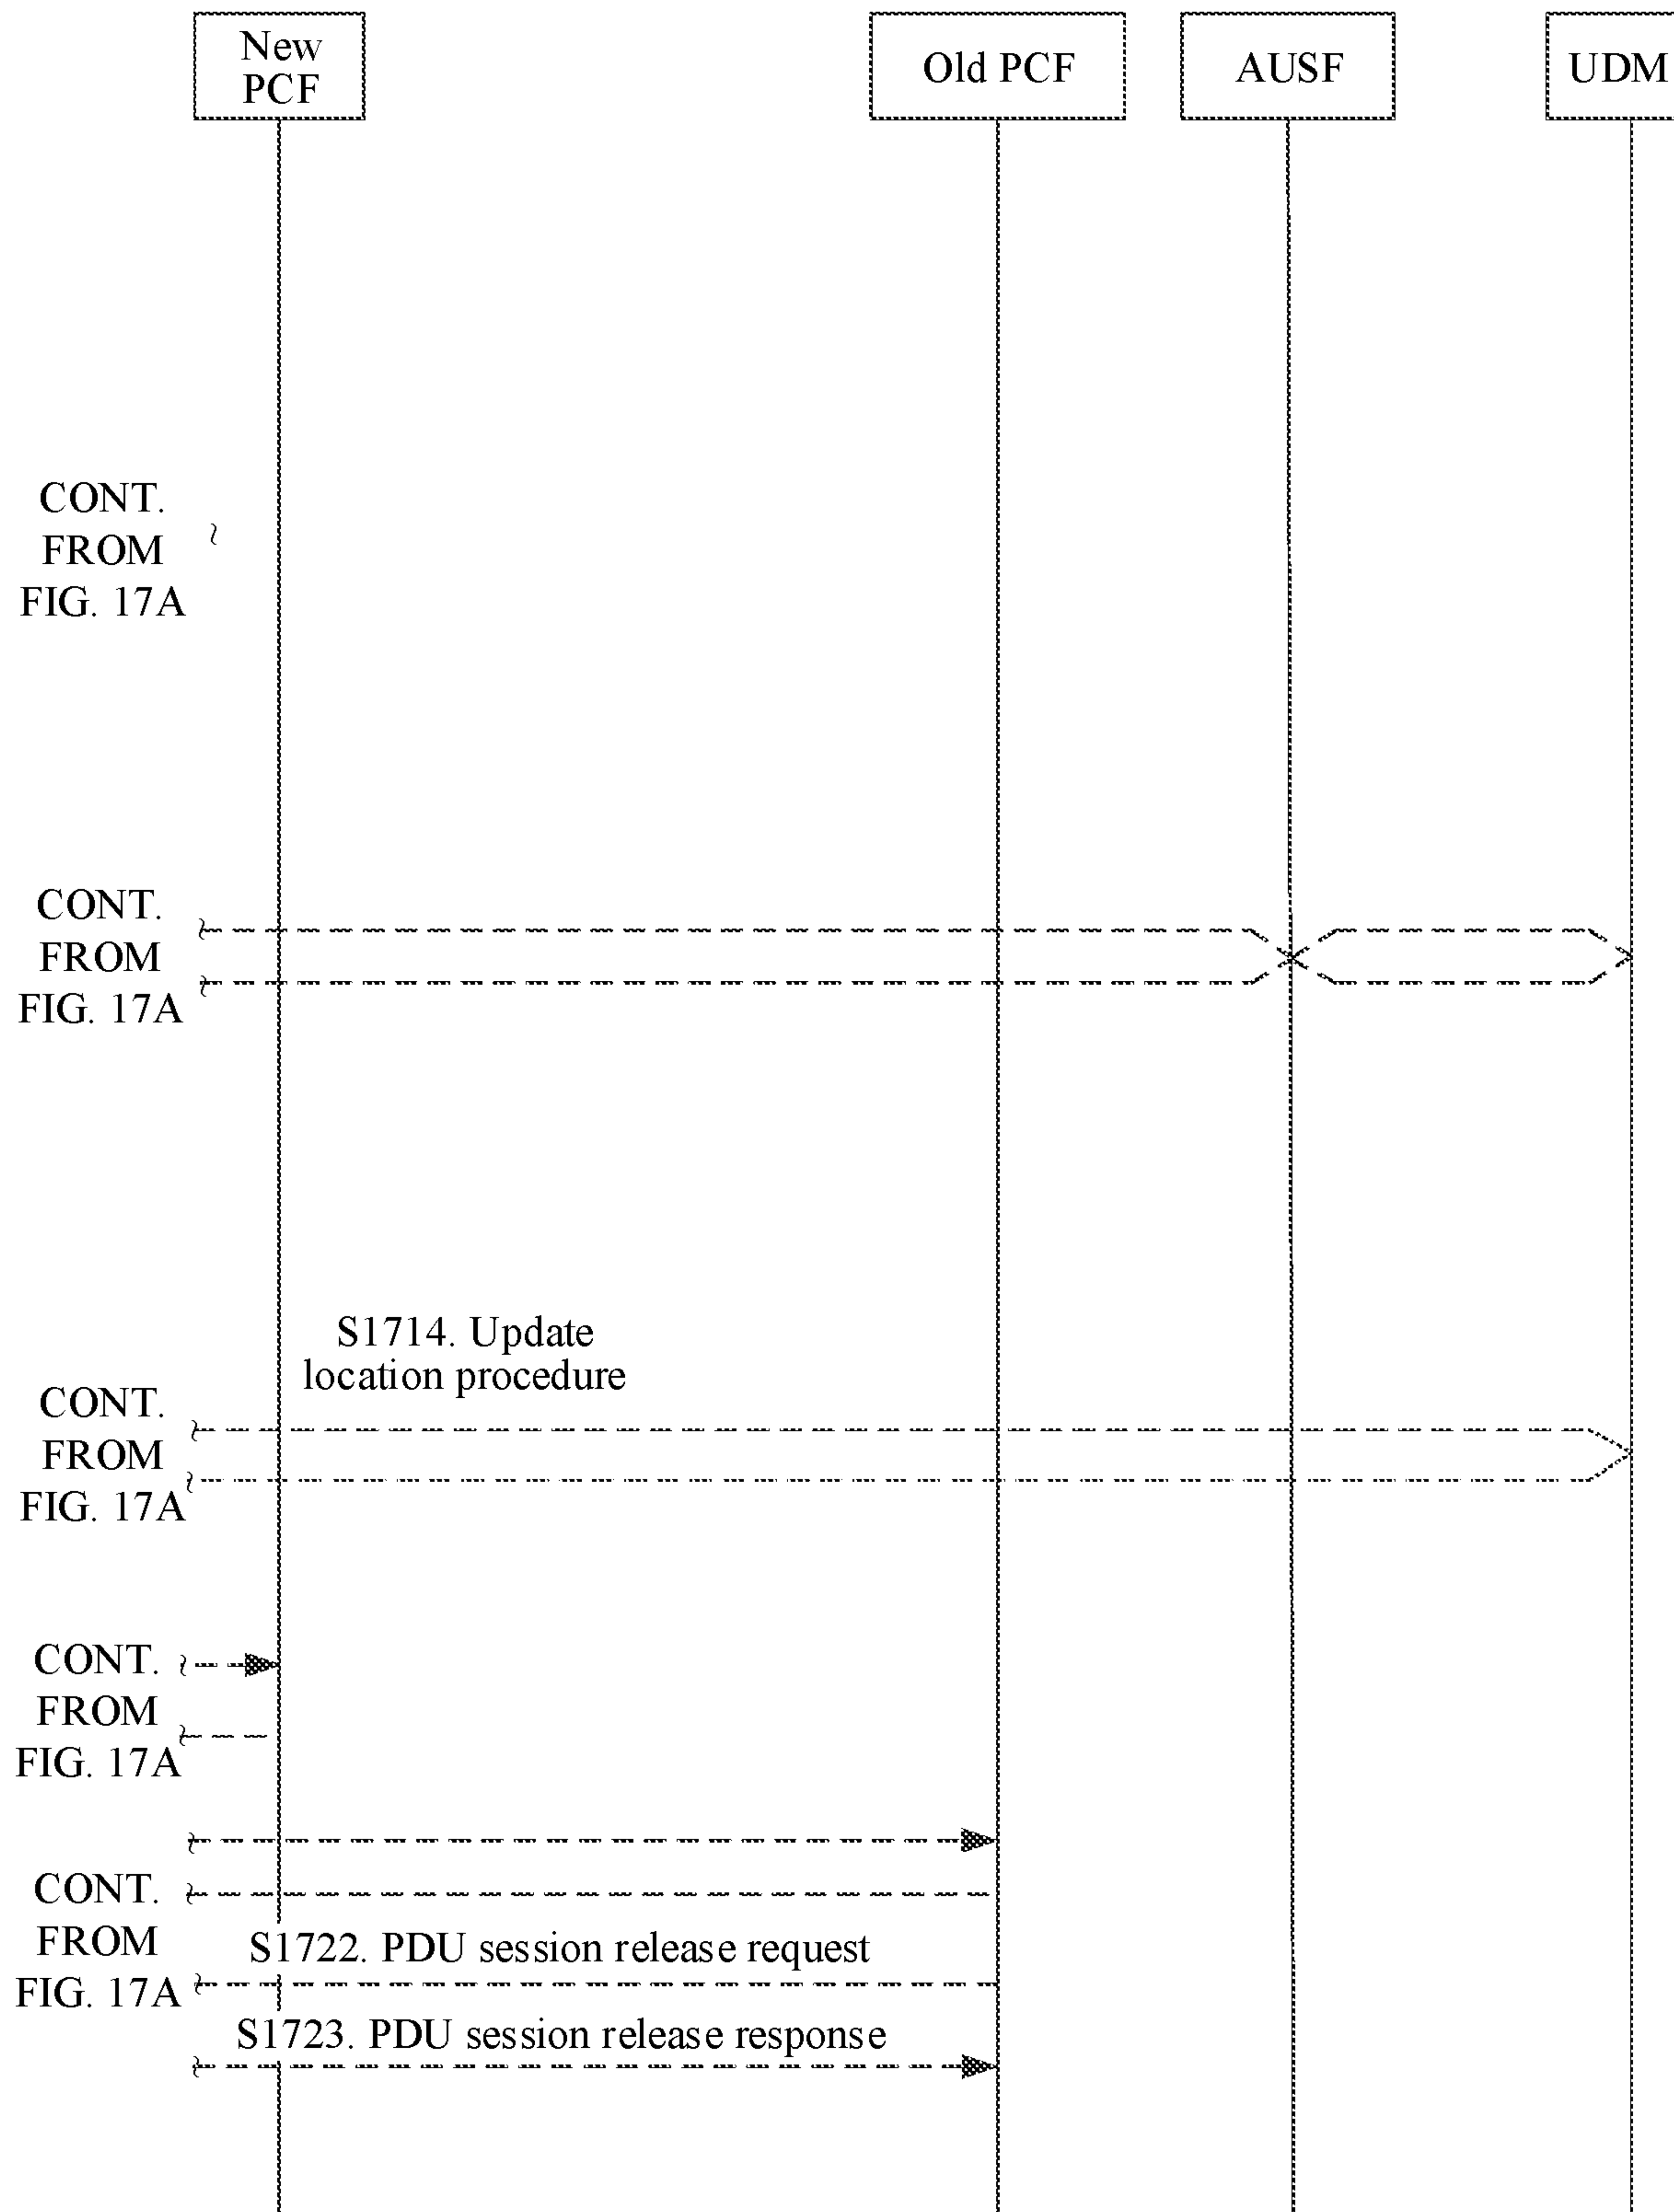 New
PCF
Old PCF
AUSF
UDM
CONT.
FROM
FIG. 17A
CONT.
FROM
FIG. 17A
S1714. Update
location procedure
CONT.
FROM
FIG. 17A
CONT.
FROM
FIG. 17A
CONT.
FROM
FIG. 17A
S1722. PDU session release request
S1723. PDU session release response